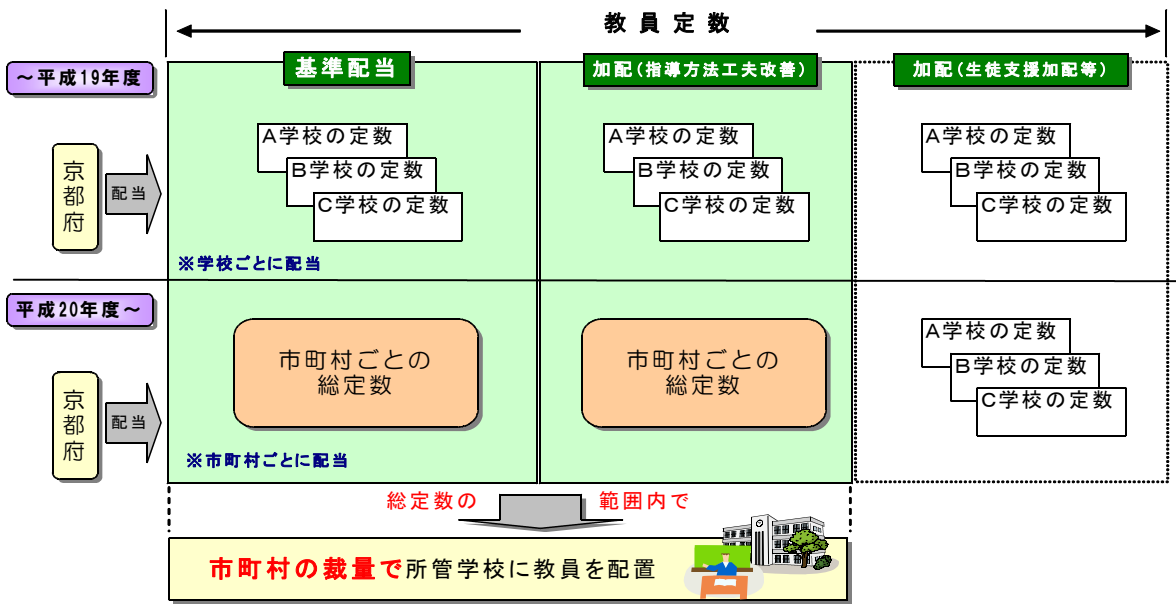 教員定数
～平成19年度
基準配当
加配（指導方法工夫改善）
加配（生徒支援加配等）
京都府
配当
A学校の定数
B学校の定数
C学校の定数
A学校の定数
B学校の定数
C学校の定数
A学校の定数
B学校の定数
C学校の定数
※学校ごとに配当
平成20年度～
京都府
配当
市町村ごとの
総定数
市町村ごとの
総定数
A学校の定数
B学校の定数
C学校の定数
※市町村ごとに配当
総定数の 範囲内で
市町村の裁量で所管学校に教員を配置